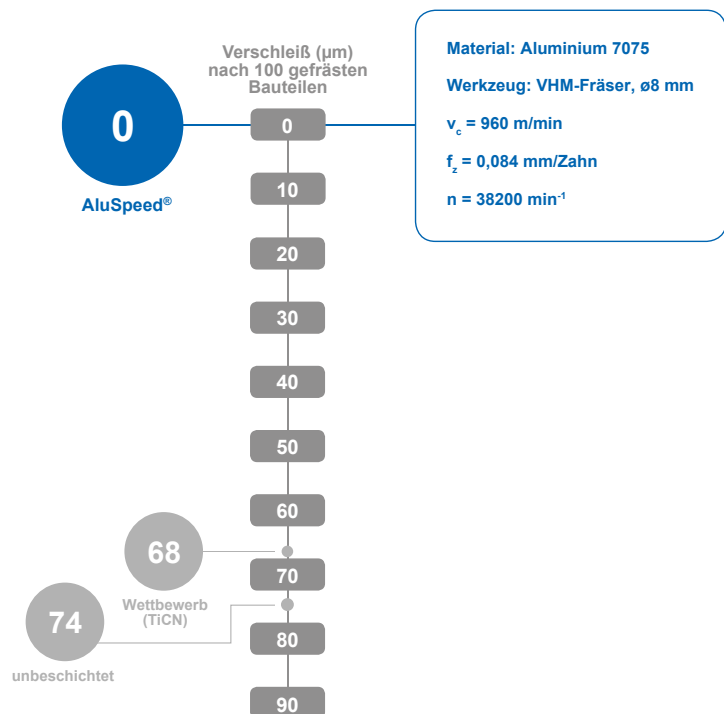 Verschleiß (µm)
nach 100 gefrästen
Bauteilen
0
AluSpeed®
0
10
20
30
40
50
60
70
80
90
68
Wettbewerb
(TiCN)
74
unbeschichtet
Material: Aluminium 7075
Werkzeug: VHM-Fräser, ø8 mm
v_c = 960 m/min
f_z = 0,084 mm/Zahn
n = 38200 min⁻¹